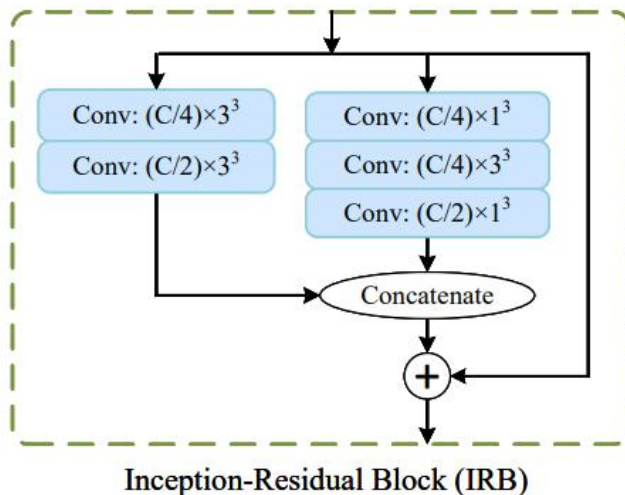 Conv: (C/4)×3³
Conv: (C/2)×3³
Conv: (C/4)×1³
Conv: (C/4)×3³
Conv: (C/2)×1³
Concatenate
+
Inception-Residual Block (IRB)